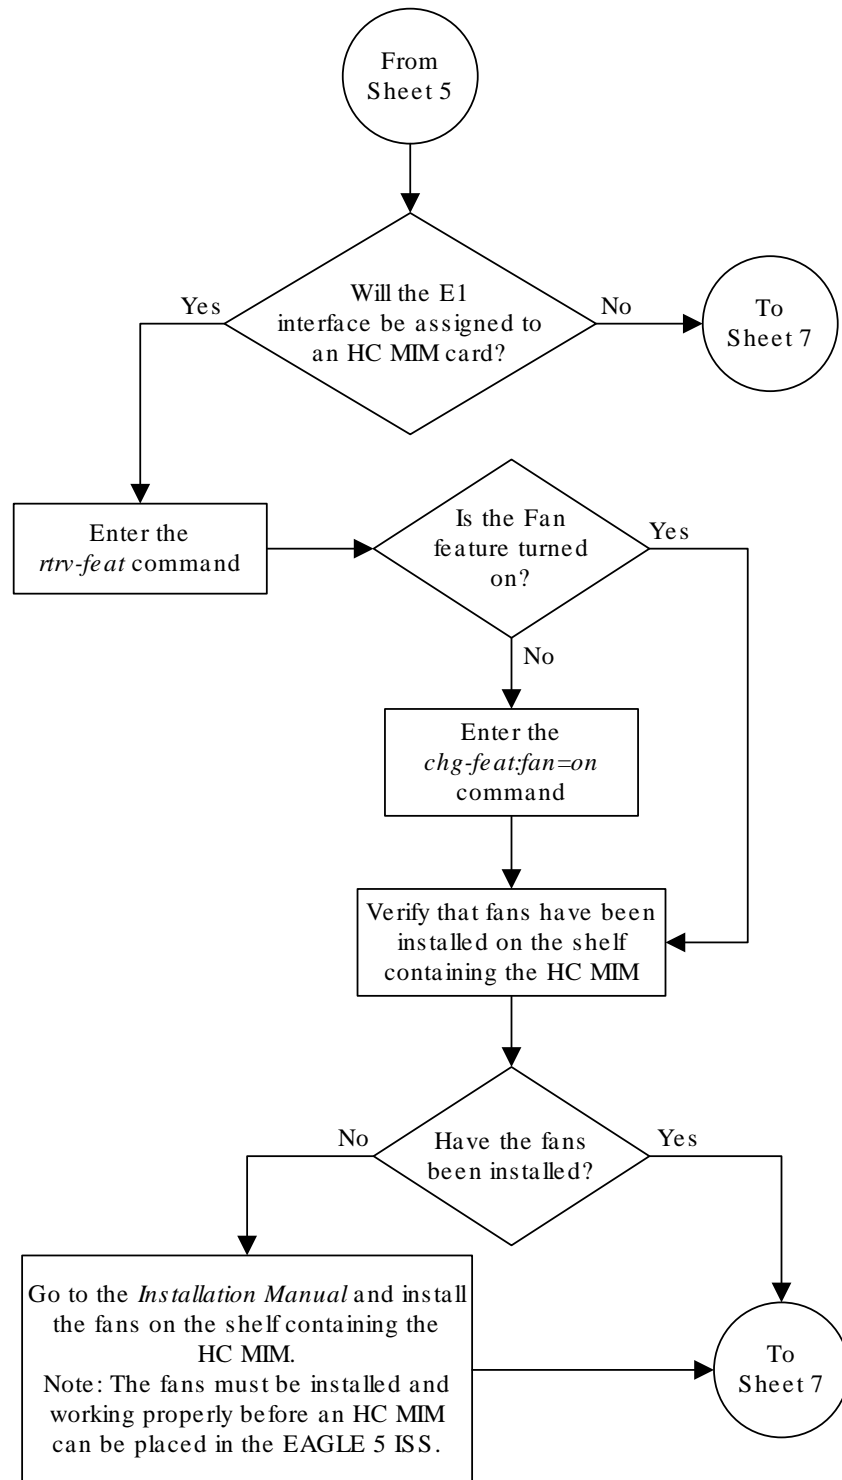 From
Sheet 5
Will the E1
interface be assigned to
an HC MIM card?
Yes
No
To
Sheet 7
Enter the
rtrv-feat command
Is the Fan
feature turned
on?
Yes
No
Enter the
chg-feat:fan=on
command
Verify that fans have been
installed on the shelf
containing the HC MIM
Have the fans
been installed?
No
Yes
Go to the Installation Manual and install
the fans on the shelf containing the
HC MIM.
Note: The fans must be installed and
working properly before an HC MIM
can be placed in the EAGLE 5 ISS.
To
Sheet 7